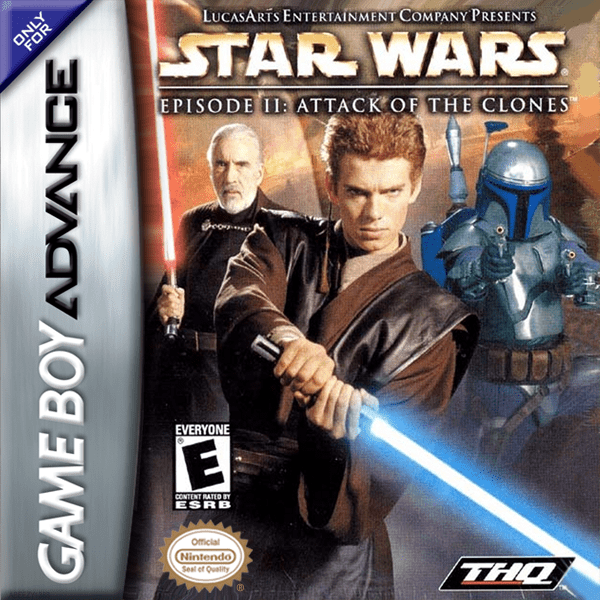 ONLY
FOR
GAME BOY ADVANCE
LUCASARTS ENTERTAINMENT COMPANY PRESENTS
STAR WARS®
EPISODE II: ATTACK OF THE CLONES™
EVERYONE
E®
CONTENT RATED BY
ESRB
Official
Nintendo
Seal of Quality
®
THQ